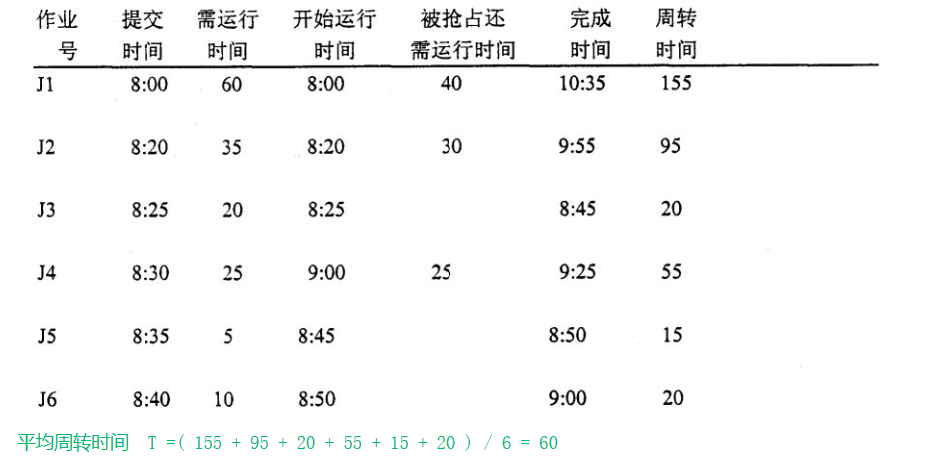 作业 提交 需运行 开始运行 被抢占还 完成 周转
号 时间 时间 时间 需运行时间 时间 时间
J1 8:00 60 8:00 40 10:35 155
J2 8:20 35 8:20 30 9:55 95
J3 8:25 20 8:25 8:45 20
J4 8:30 25 9:00 25 9:25 55
J5 8:35 5 8:45 8:50 15
J6 8:40 10 8:50 9:00 20
平均周转时间 T =( 155 + 95 + 20 + 55 + 15 + 20 ) / 6 = 60